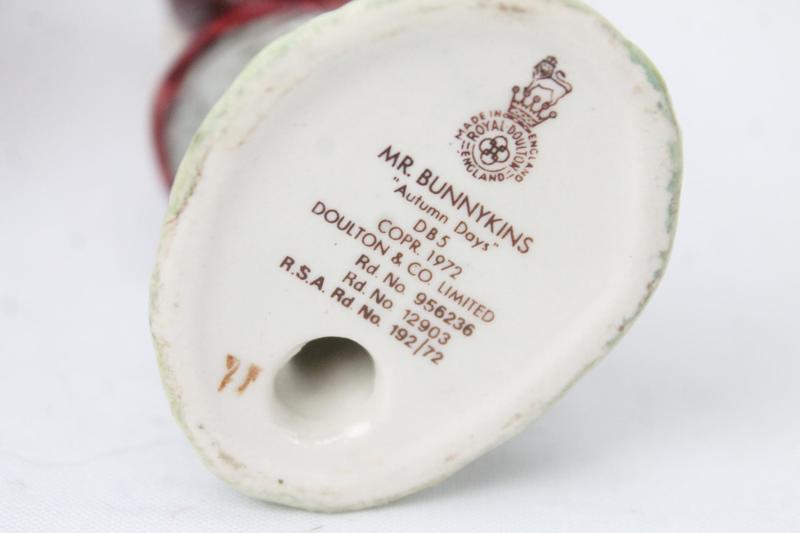 MADE IN ENGLAND
ROYAL DOULTON
ENGLAND
MR. BUNNYKINS
"Autumn Days"
DB5
COPR. 1972
DOULTON & CO. LIMITED
Rd. No. 956236
Rd. No 12903
R.S.A. Rd. No. 192/72